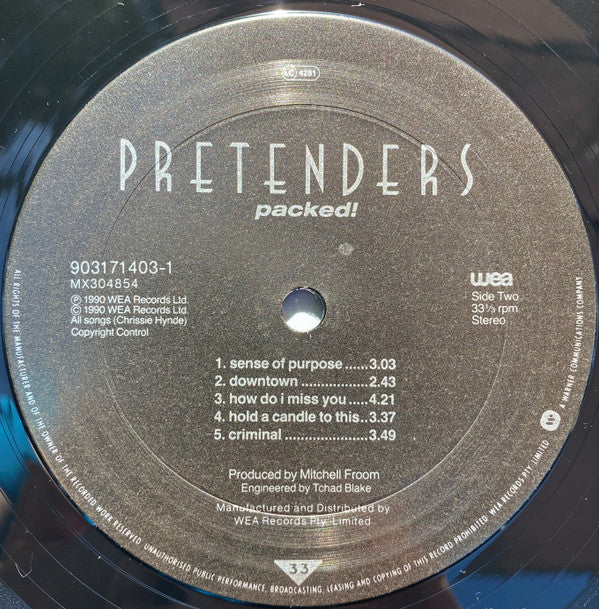 LC 4281
PRETENDERS
packed!
903171403-1
MX304854
℗ 1990 WEA Records Ltd.
© 1990 WEA Records Ltd.
All songs (Chrissie Hynde)
Copyright Control
wea
Side Two
33⅓ rpm
Stereo
1. sense of purpose ......3.03
2. downtown .................2.43
3. how do i miss you .....4.21
4. hold a candle to this..3.37
5. criminal .....................3.49
Produced by Mitchell Froom
Engineered by Tchad Blake
Manufactured and Distributed by
WEA Records Pty. Limited
33
ALL RIGHTS OF THE MANUFACTURER AND OF THE OWNER OF THE RECORDED WORK RESERVED. UNAUTHORISED PUBLIC PERFORMANCE, BROADCASTING, LEASING AND COPYING OF THIS RECORD PROHIBITED. WEA RECORDS PTY. LIMITED
A WARNER COMMUNICATIONS COMPANY